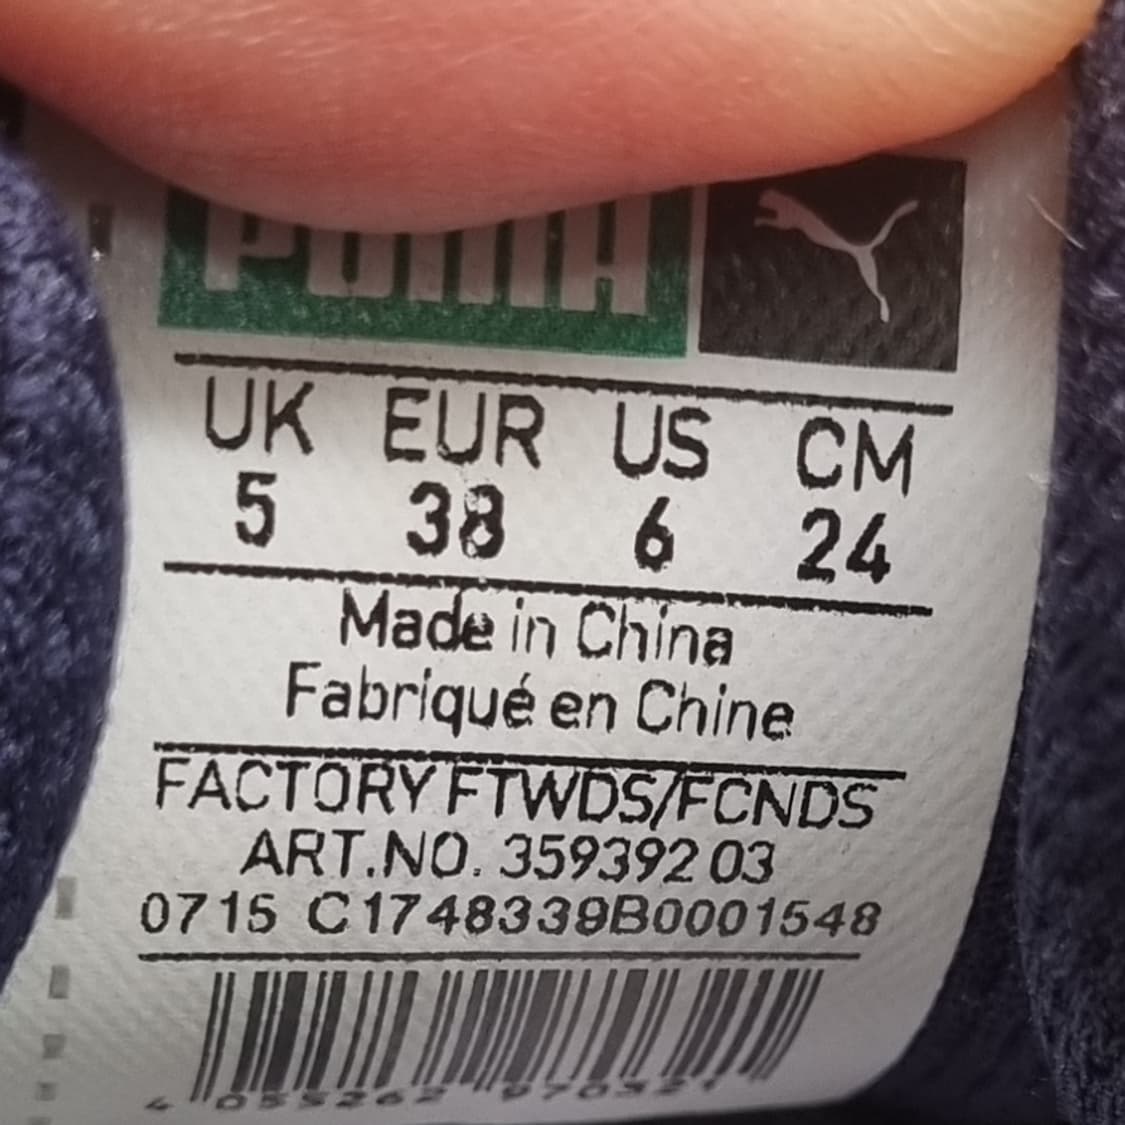 PUMA
UK EUR US CM
5 38 6 24
Made in China
Fabriqué en Chine
FACTORY FTWDS/FCNDS
ART.NO. 359392 03
0715 C1748339B0001548